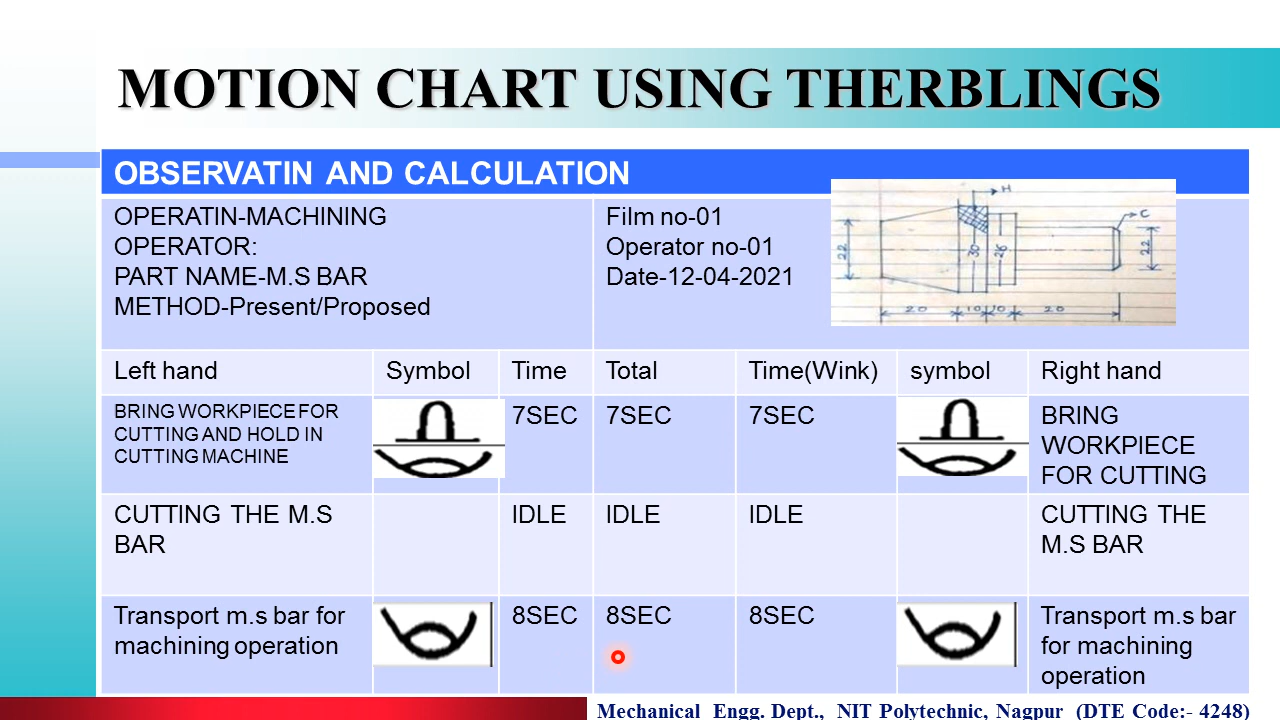 MOTION CHART USING THERBLINGS
OBSERVATIN AND CALCULATION
OPERATIN-MACHINING
OPERATOR:
PART NAME-M.S BAR
METHOD-Present/Proposed
Film no-01
Operator no-01
Date-12-04-2021
H
C
22
30
26
22
20
10
10
20
Left hand
Symbol
Time
Total
Time(Wink)
symbol
Right hand
BRING WORKPIECE FOR
CUTTING AND HOLD IN
CUTTING MACHINE
7SEC
7SEC
7SEC
BRING
WORKPIECE
FOR CUTTING
CUTTING THE M.S
BAR
IDLE
IDLE
IDLE
CUTTING THE
M.S BAR
Transport m.s bar for
machining operation
8SEC
8SEC
8SEC
Transport m.s bar
for machining
operation
Mechanical Engg. Dept., NIT Polytechnic, Nagpur (DTE Code:- 4248)